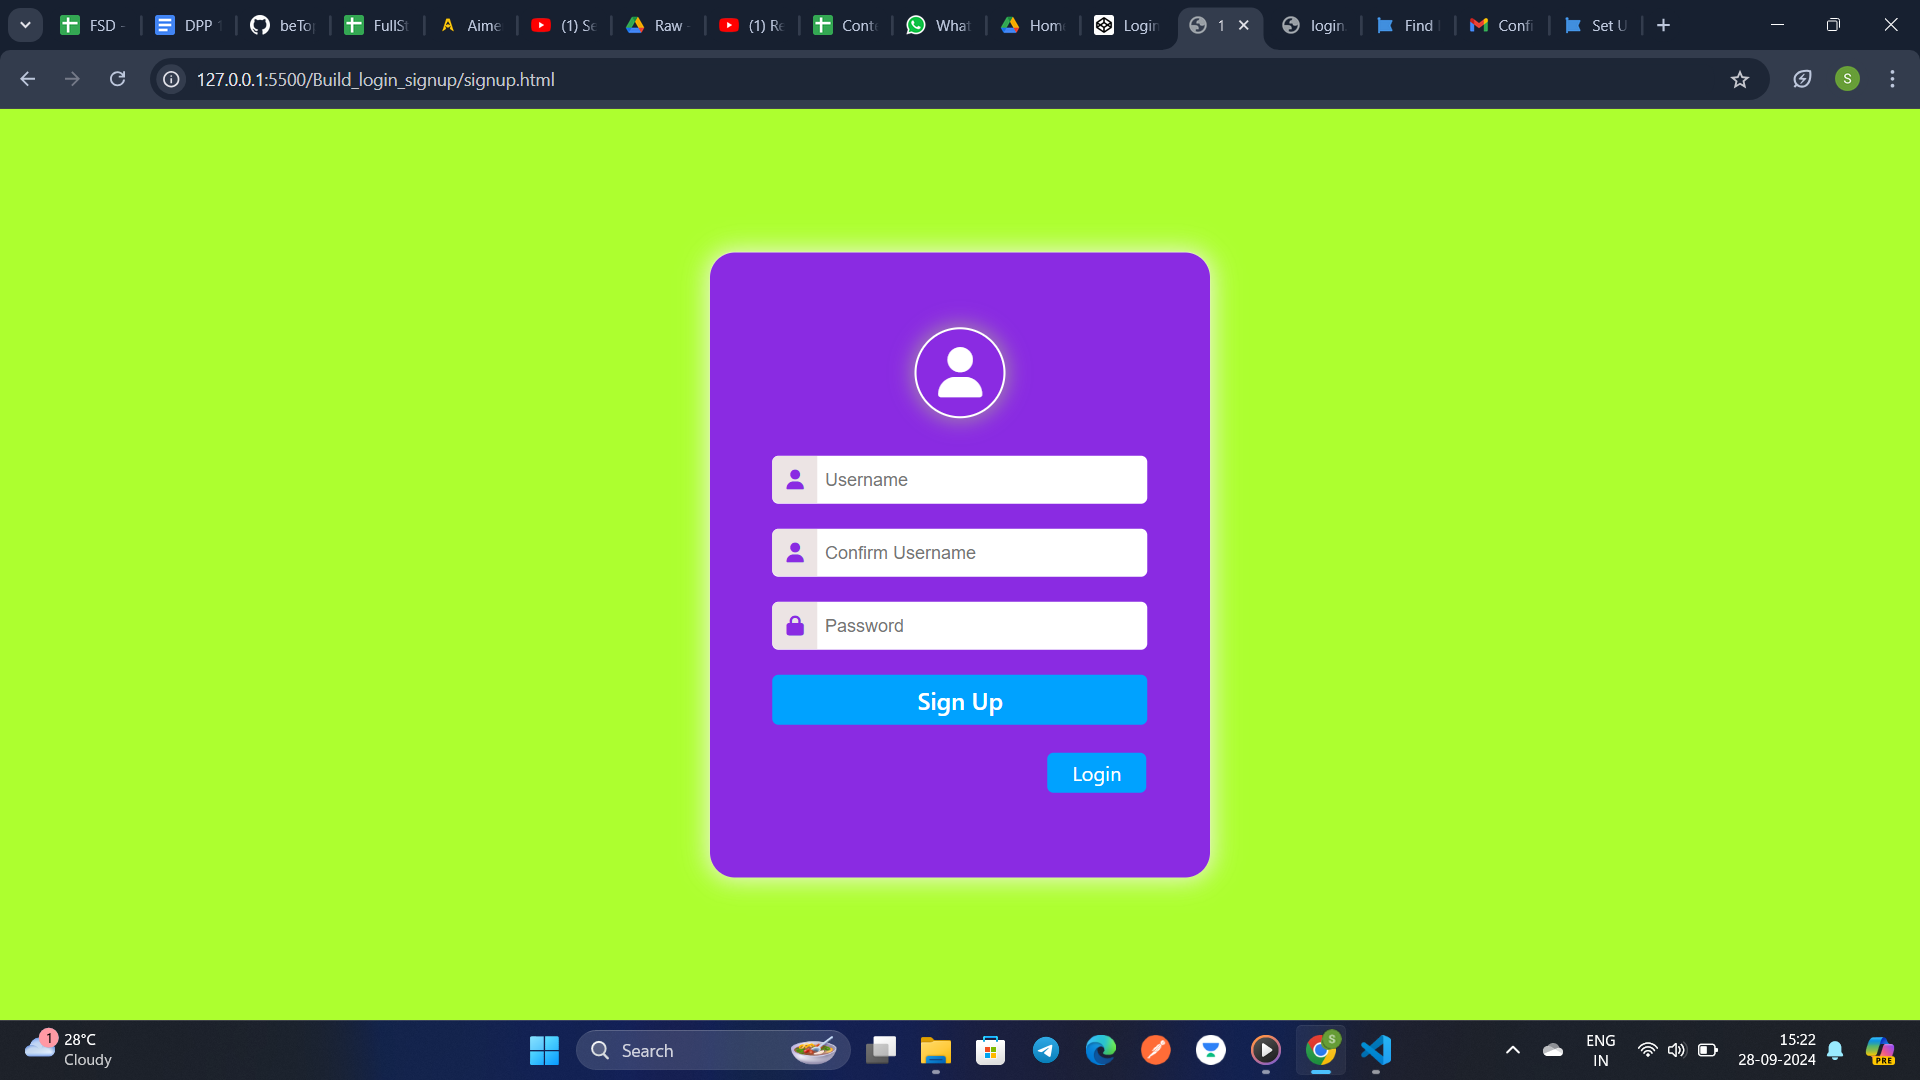 FSD - DPP 1 beTo FullSt Aime (1) Se Raw - (1) Re Conte What Home Login 1 login. Find Confi Set U
127.0.0.1:5500/Build_login_signup/signup.html
S
Username
Confirm Username
Password
Sign Up
Login
1
28°C
Cloudy
Search
S
ENG
IN
15:22
28-09-2024
PRE